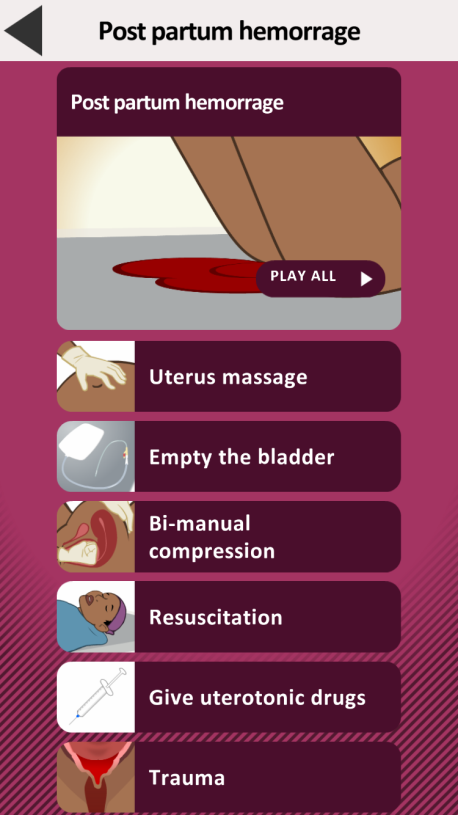 Post partum hemorrage
Post partum hemorrage
PLAY ALL
Uterus massage
Empty the bladder
Bi-manual
compression
Resuscitation
Give uterotonic drugs
Trauma